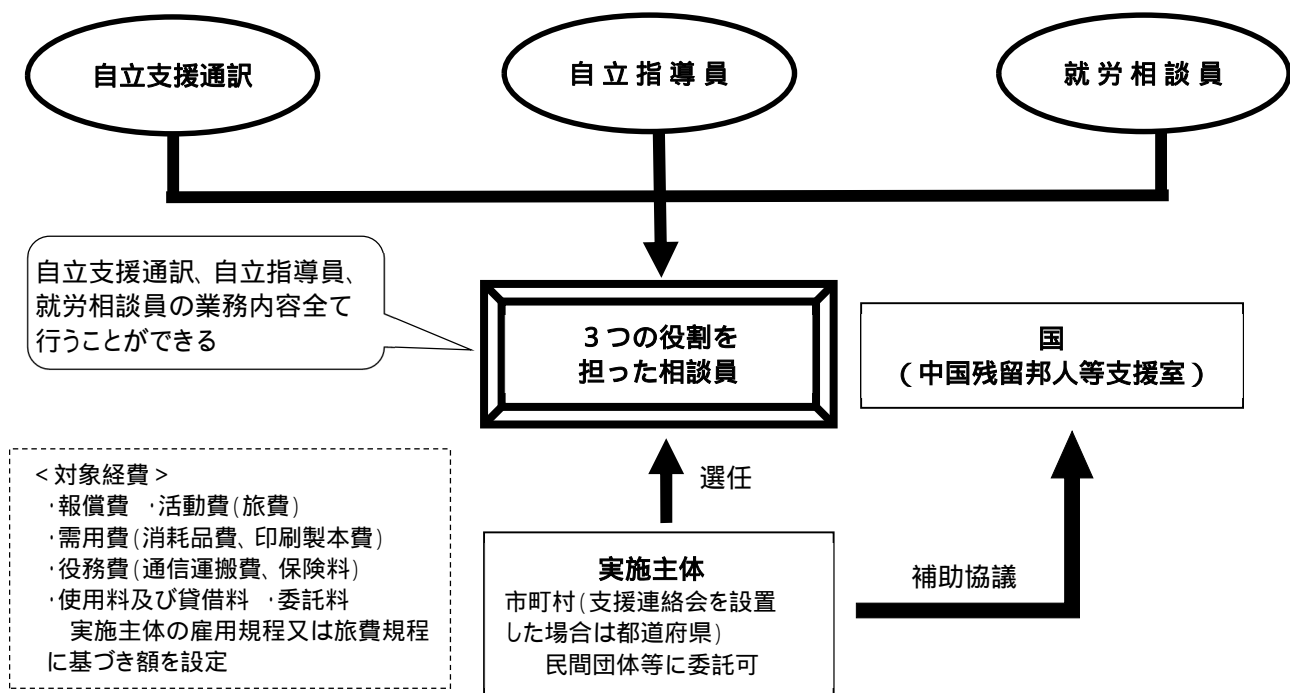 自立支援通訳
自立指導員
就労相談員
自立支援通訳、自立指導員、
就労相談員の業務内容全て
行うことができる
３つの役割を
担った相談員
国
（中国残留邦人等支援室）
選任
＜対象経費＞
・報償費　・活動費（旅費）
・需用費（消耗品費、印刷製本費）
・役務費（通信運搬費、保険料）
・使用料及び貸借料　・委託料
実施主体の雇用規程又は旅費規程
に基づき額を設定
実施主体
市町村（支援連絡会を設置
した場合は都道府県）
民間団体等に委託可
補助協議